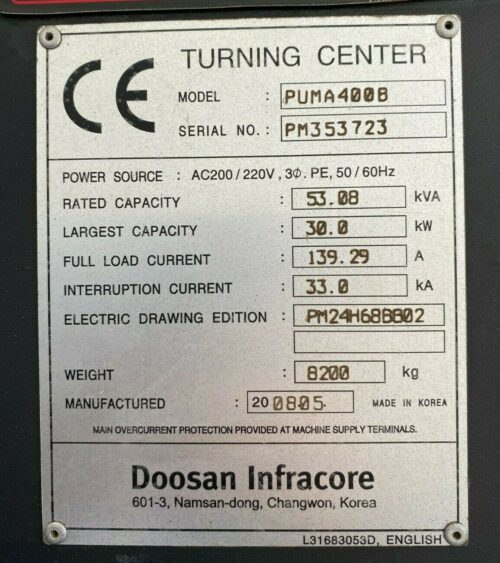 CE TURNING CENTER
MODEL : PUMA400B
SERIAL NO. : PM353723
POWER SOURCE : AC200/220V, 3Φ. PE, 50/60Hz
RATED CAPACITY : 53.08 kVA
LARGEST CAPACITY : 30.0 kW
FULL LOAD CURRENT : 139.29 A
INTERRUPTION CURRENT : 33.0 kA
ELECTRIC DRAWING EDITION : PM24H68B802
WEIGHT : 8200 kg
MANUFACTURED : 200805. MADE IN KOREA
MAIN OVERCURRENT PROTECTION PROVIDED AT MACHINE SUPPLY TERMINALS.
Doosan Infracore
601-3, Namsan-dong, Changwon, Korea
L31683053D, ENGLISH